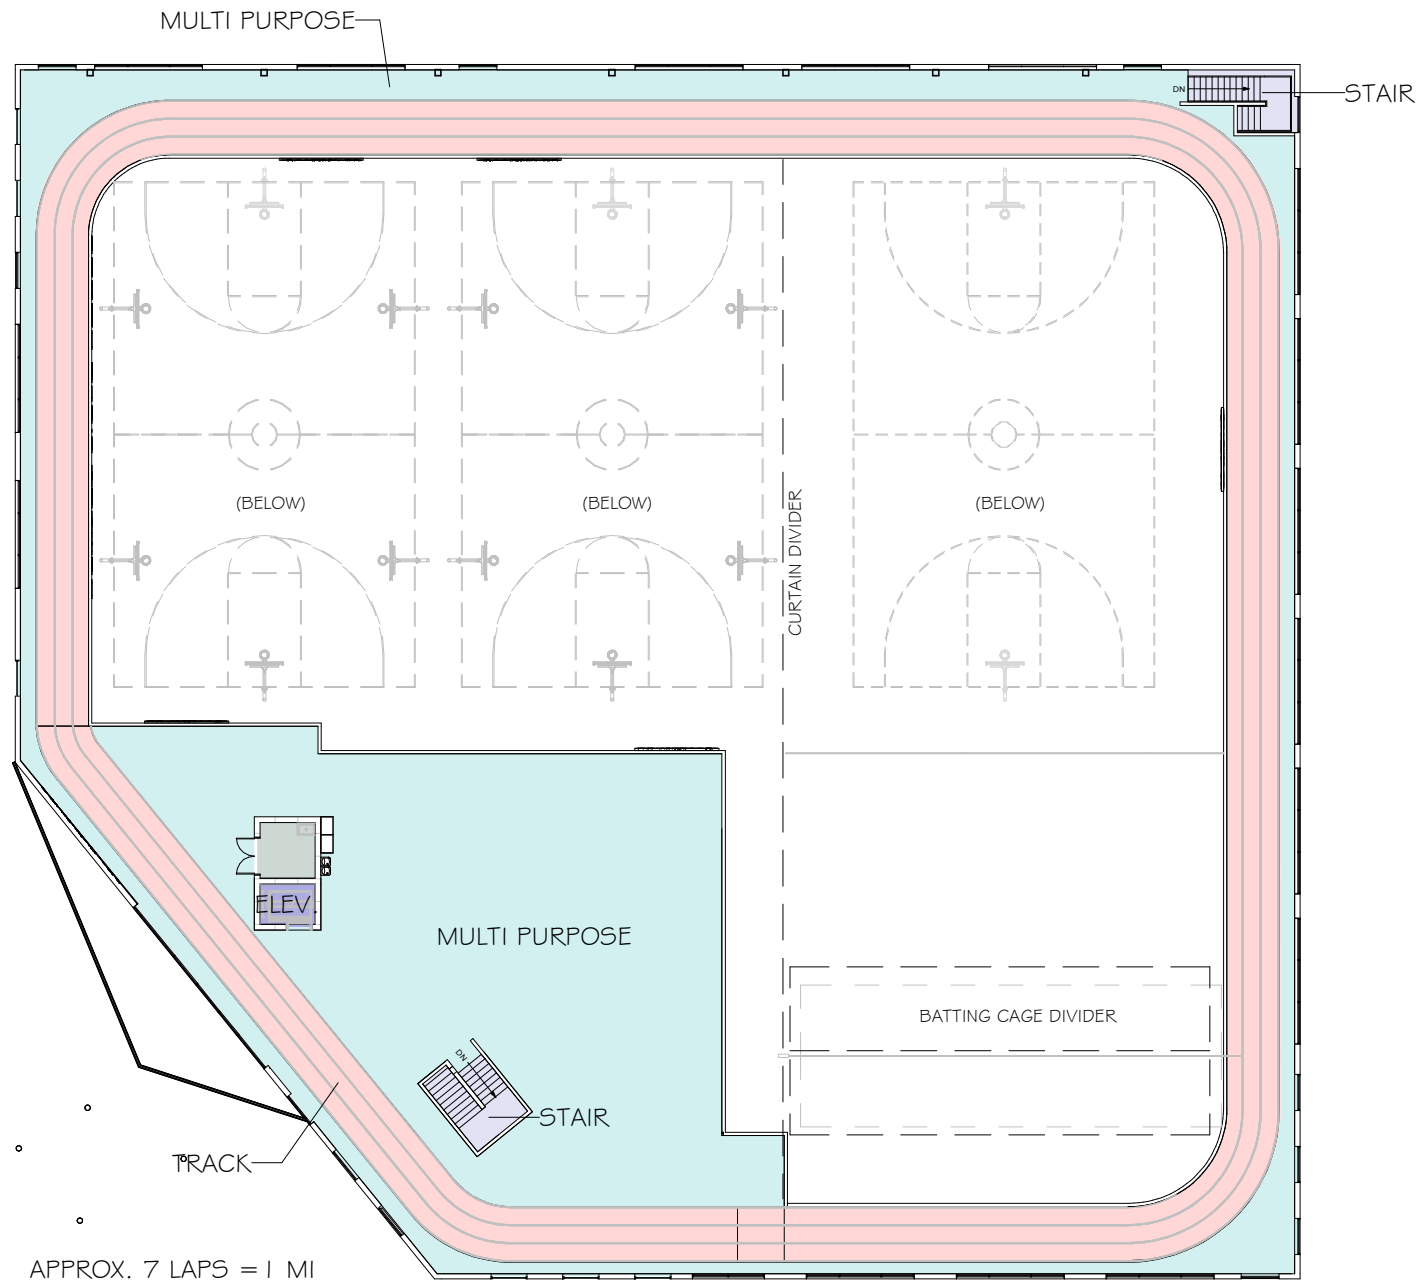 MULTI PURPOSE
DN
STAIR
(BELOW)
(BELOW)
(BELOW)
CURTAIN DIVIDER
ELEV.
MULTI PURPOSE
BATTING CAGE DIVIDER
DN
STAIR
TRACK
APPROX. 7 LAPS = 1 MI